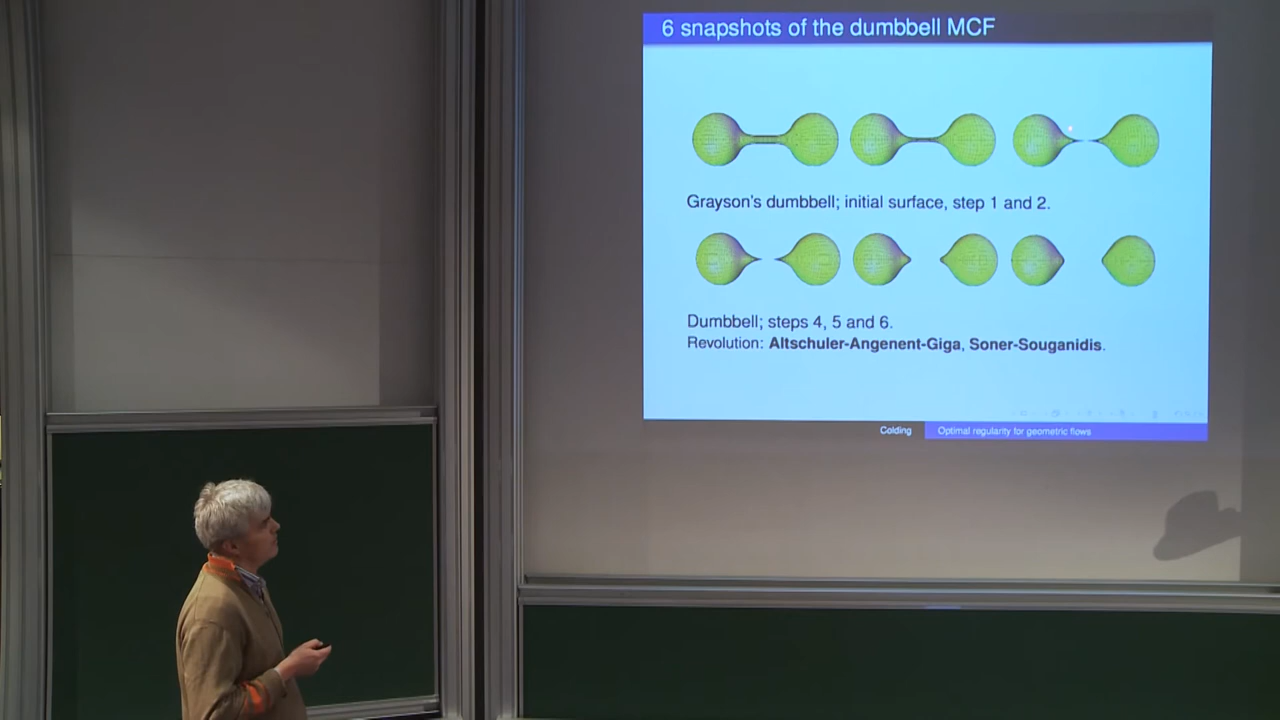 6 snapshots of the dumbbell MCF
Grayson's dumbbell; initial surface, step 1 and 2.
Dumbbell; steps 4, 5 and 6.
Revolution: Altschuler-Angenent-Giga, Soner-Souganidis.
Colding Optimal regularity for geometric flows